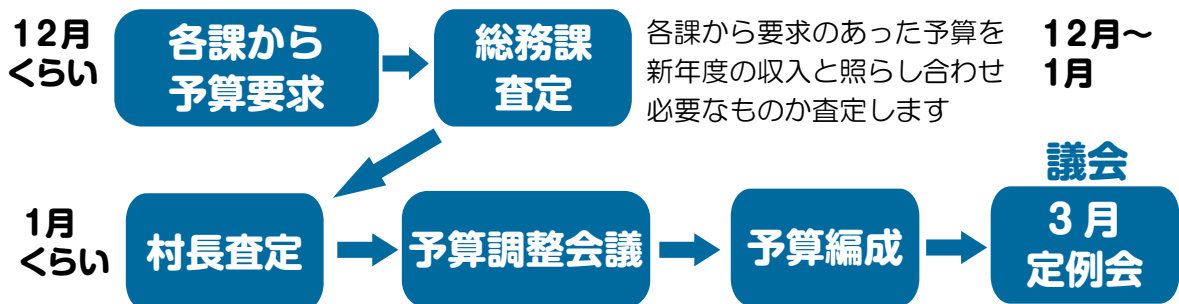 12月
くらい
各課から
予算要求
総務課
査定
各課から要求のあった予算を
新年度の収入と照らし合わせ
必要なものか査定します
12月〜
1月
1月
くらい
村長査定
予算調整会議
予算編成
議会
3月
定例会